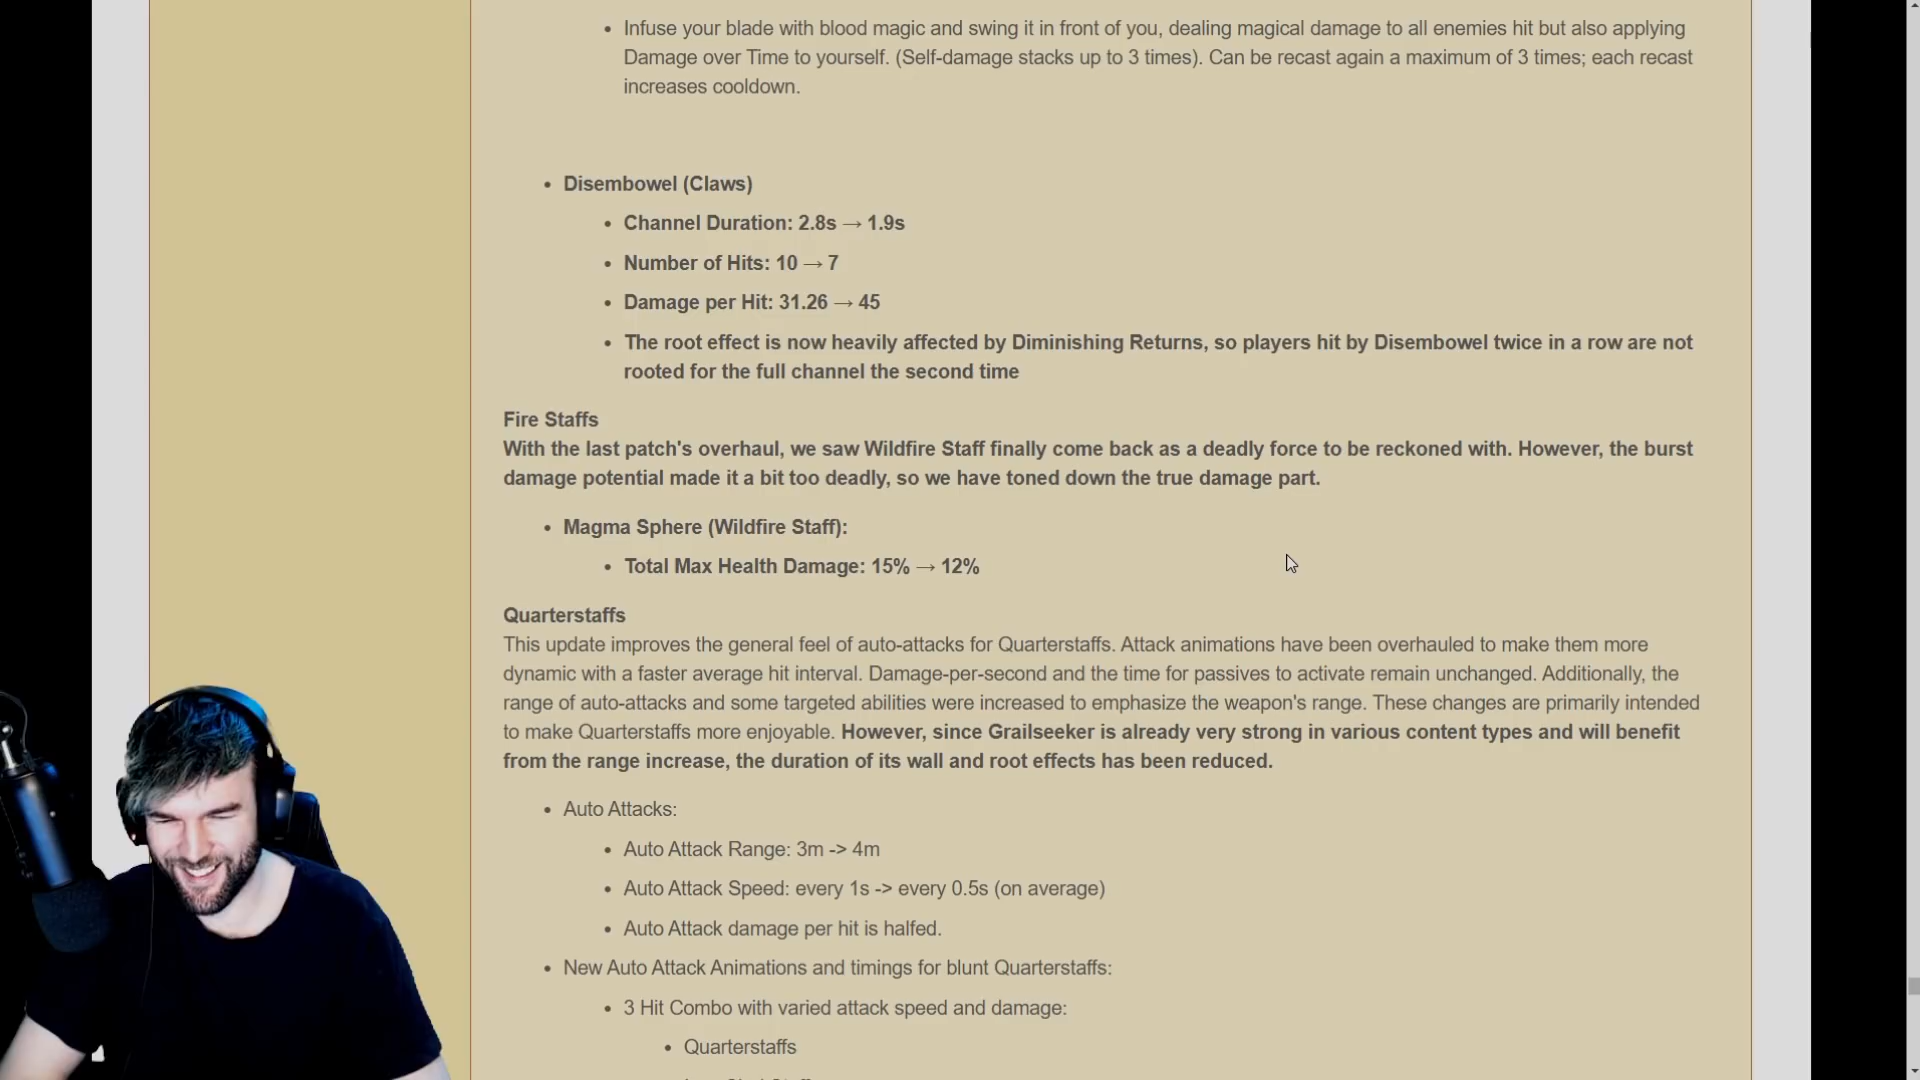 • Infuse your blade with blood magic and swing it in front of you, dealing magical damage to all enemies hit but also applying
Damage over Time to yourself. (Self-damage stacks up to 3 times). Can be recast again a maximum of 3 times; each recast
increases cooldown.
• Disembowel (Claws)
• Channel Duration: 2.8s → 1.9s
• Number of Hits: 10 → 7
• Damage per Hit: 31.26 → 45
• The root effect is now heavily affected by Diminishing Returns, so players hit by Disembowel twice in a row are not
rooted for the full channel the second time
Fire Staffs
With the last patch's overhaul, we saw Wildfire Staff finally come back as a deadly force to be reckoned with. However, the burst
damage potential made it a bit too deadly, so we have toned down the true damage part.
• Magma Sphere (Wildfire Staff):
• Total Max Health Damage: 15% → 12%
Quarterstaffs
This update improves the general feel of auto-attacks for Quarterstaffs. Attack animations have been overhauled to make them more
dynamic with a faster average hit interval. Damage-per-second and the time for passives to activate remain unchanged. Additionally, the
range of auto-attacks and some targeted abilities were increased to emphasize the weapon's range. These changes are primarily intended
to make Quarterstaffs more enjoyable. However, since Grailseeker is already very strong in various content types and will benefit
from the range increase, the duration of its wall and root effects has been reduced.
• Auto Attacks:
• Auto Attack Range: 3m -> 4m
• Auto Attack Speed: every 1s -> every 0.5s (on average)
• Auto Attack damage per hit is halfed.
• New Auto Attack Animations and timings for blunt Quarterstaffs:
• 3 Hit Combo with varied attack speed and damage:
• Quarterstaffs